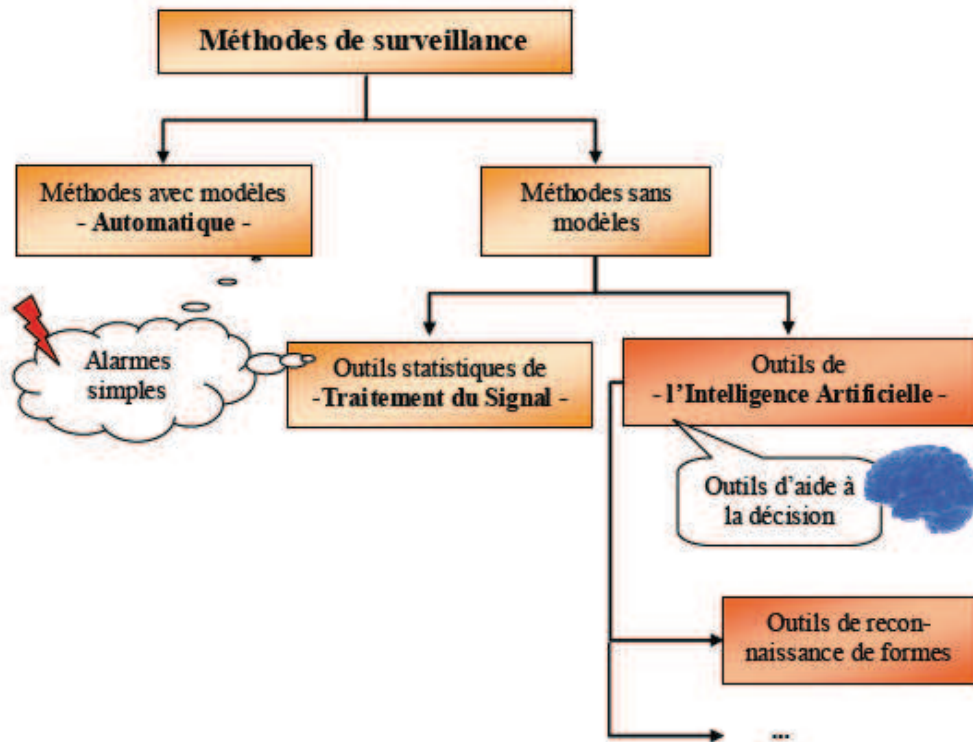 Méthodes de surveillance
Méthodes avec modèles
- Automatique -
Méthodes sans
modèles
Alarmes
simples
Outils statistiques de
-Traitement du Signal -
Outils de
- l'Intelligence Artificielle -
Outils d'aide à
la décision
Outils de recon-
naissance de formes
...